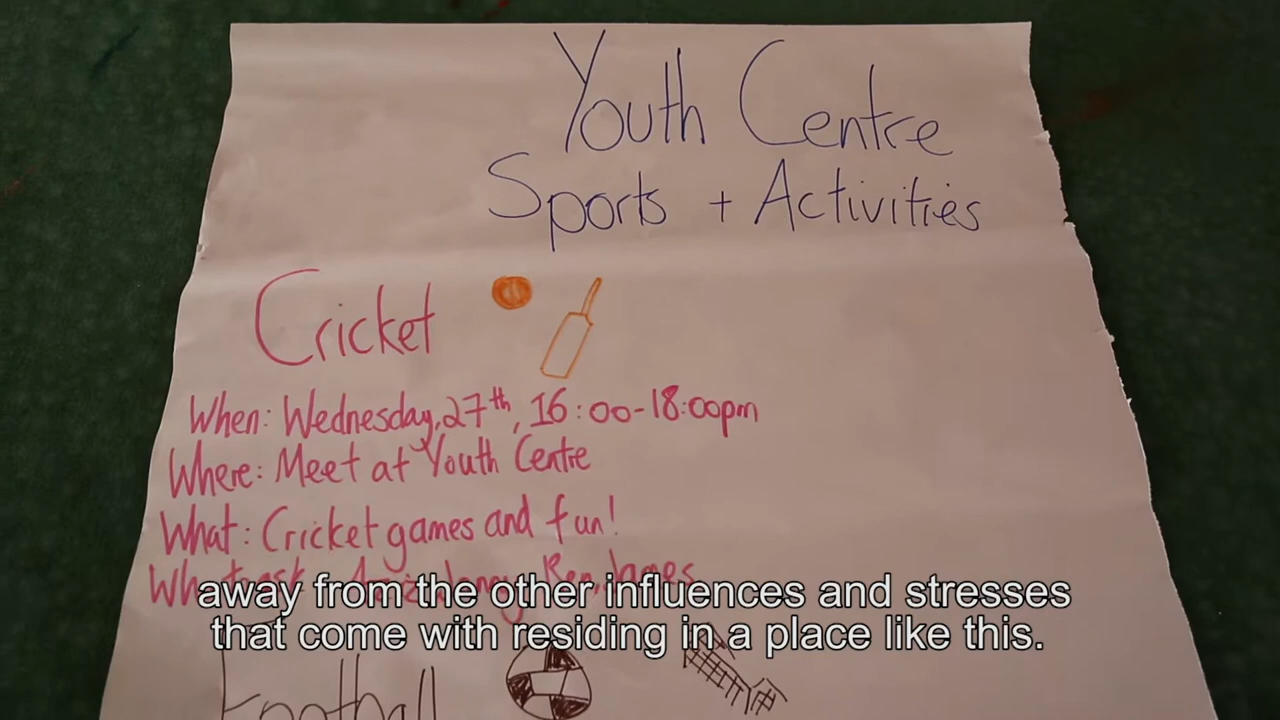 Youth Centre
Sports + Activities
Cricket
When: Wednesday, 27th, 16:00-18:00pm
Where: Meet at Youth Centre
What: Cricket games and fun!
away from the other influences and stresses
that come with residing in a place like this.
Football